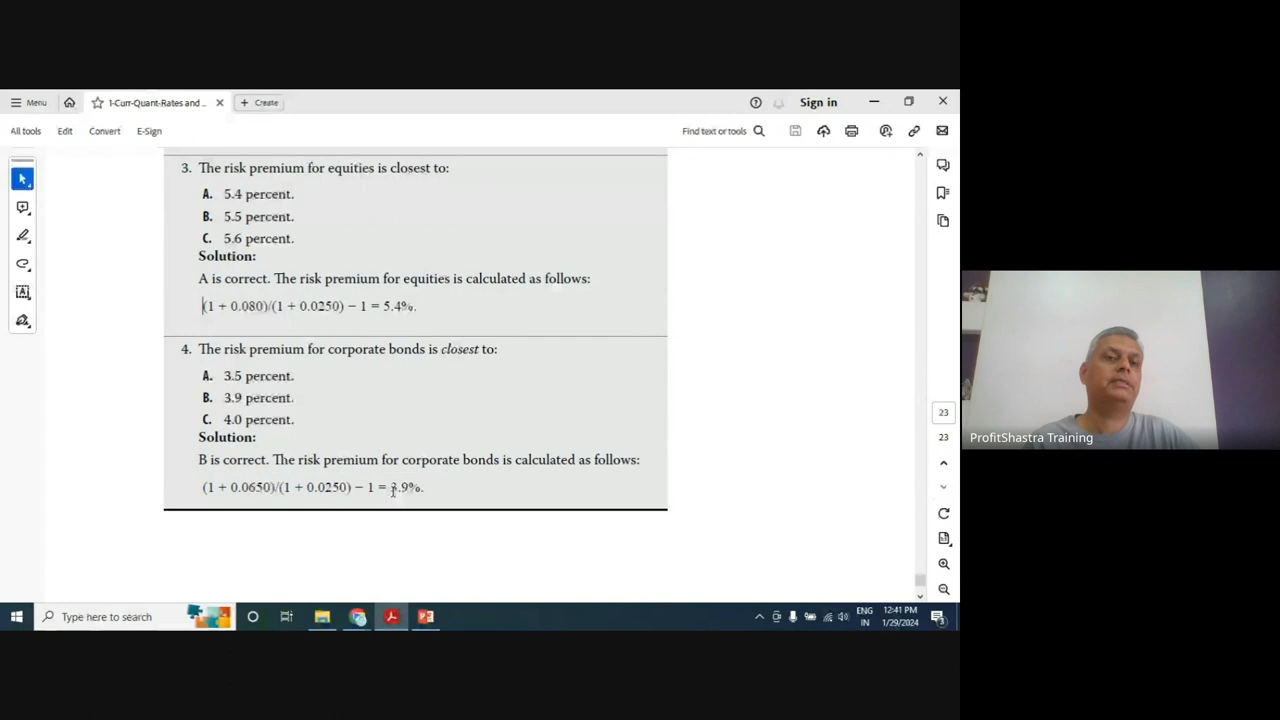 Menu
1-Curr-Quant-Rates and ...
Create
Sign in
All tools
Edit
Convert
E-Sign
Find text or tools
3. The risk premium for equities is closest to:
A. 5.4 percent.
B. 5.5 percent.
C. 5.6 percent.
Solution:
A is correct. The risk premium for equities is calculated as follows:
(1 + 0.080)/(1 + 0.0250) − 1 = 5.4%.
4. The risk premium for corporate bonds is closest to:
A. 3.5 percent.
B. 3.9 percent.
C. 4.0 percent.
Solution:
B is correct. The risk premium for corporate bonds is calculated as follows:
(1 + 0.0650)/(1 + 0.0250) − 1 = 3.9%.
23
23
ProfitShastra Training
Type here to search
ENG
IN
12:41 PM
1/29/2024
3